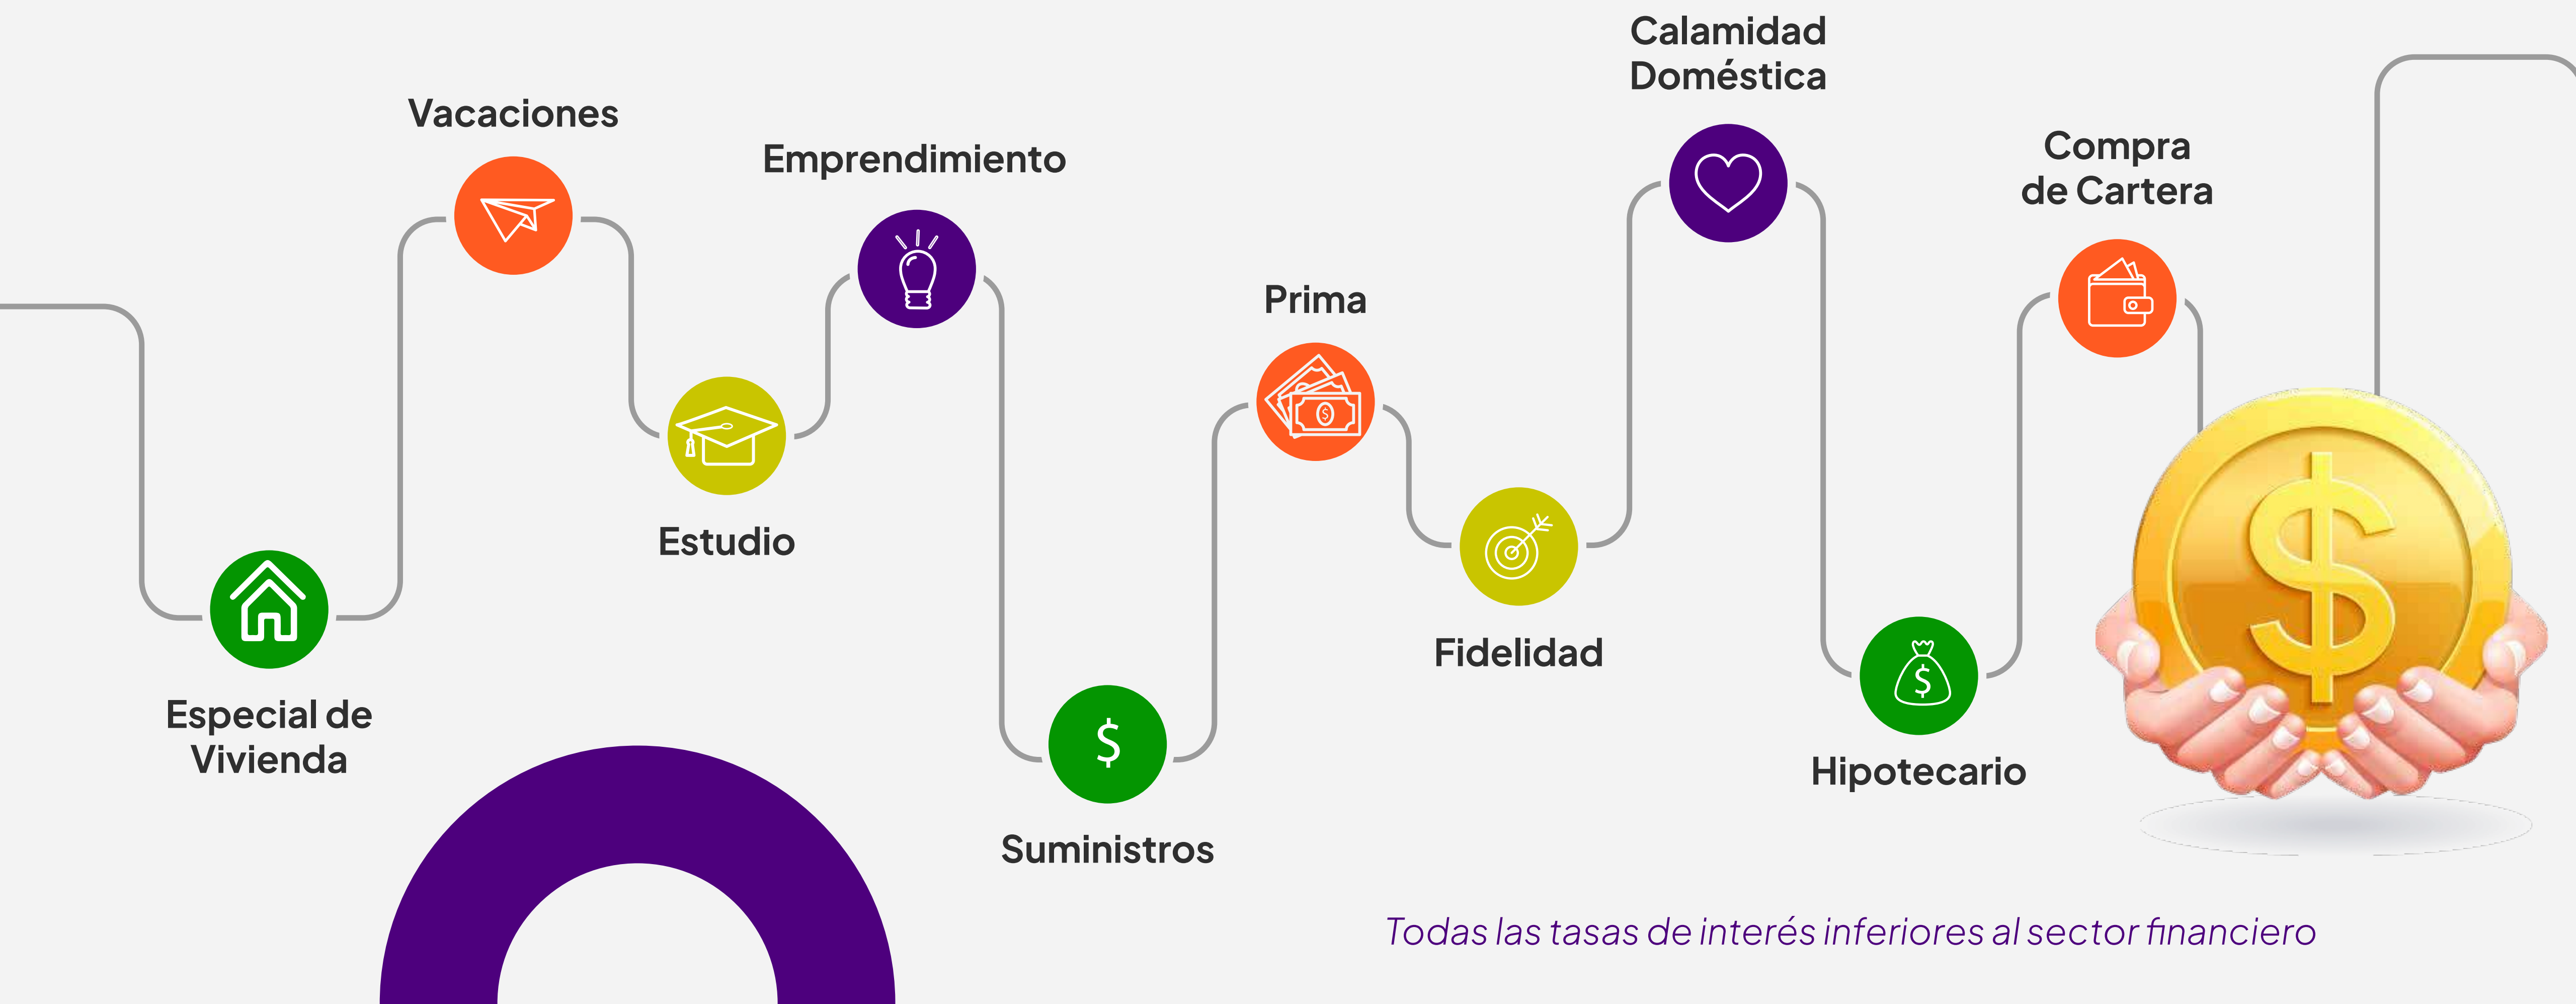 Especial de
Vivienda
Vacaciones
Estudio
Emprendimiento
$
Suministros
Prima
$
Fidelidad
Calamidad
Doméstica
$
Hipotecario
Compra
de Cartera
$
Todas las tasas de interés inferiores al sector financiero